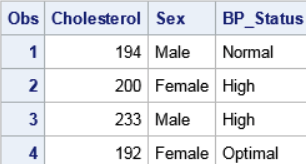 Obs Cholesterol Sex BP_Status
1 194 Male Normal
2 200 Female High
3 233 Male High
4 192 Female Optimal